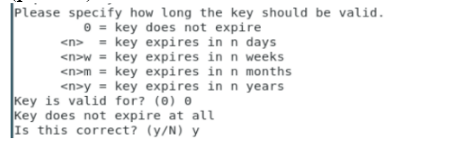 Please specify how long the key should be valid.
0 = key does not expire
<n> = key expires in n days
<n>w = key expires in n weeks
<n>m = key expires in n months
<n>y = key expires in n years
Key is valid for? (0) 0
Key does not expire at all
Is this correct? (y/N) y